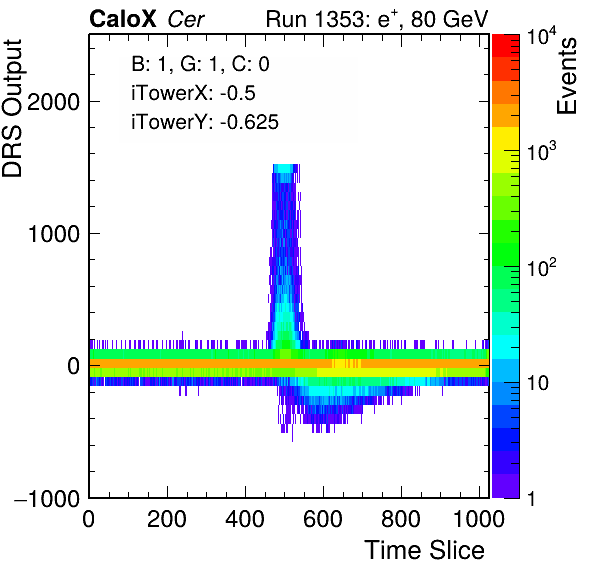 CaloX Cer Run 1353: e⁺, 80 GeV
DRS Output
Events
B: 1, G: 1, C: 0
iTowerX: -0.5
iTowerY: -0.625
2000
1000
0
−1000
0 200 400 600 800 1000
Time Slice
10⁴
10³
10²
10
1